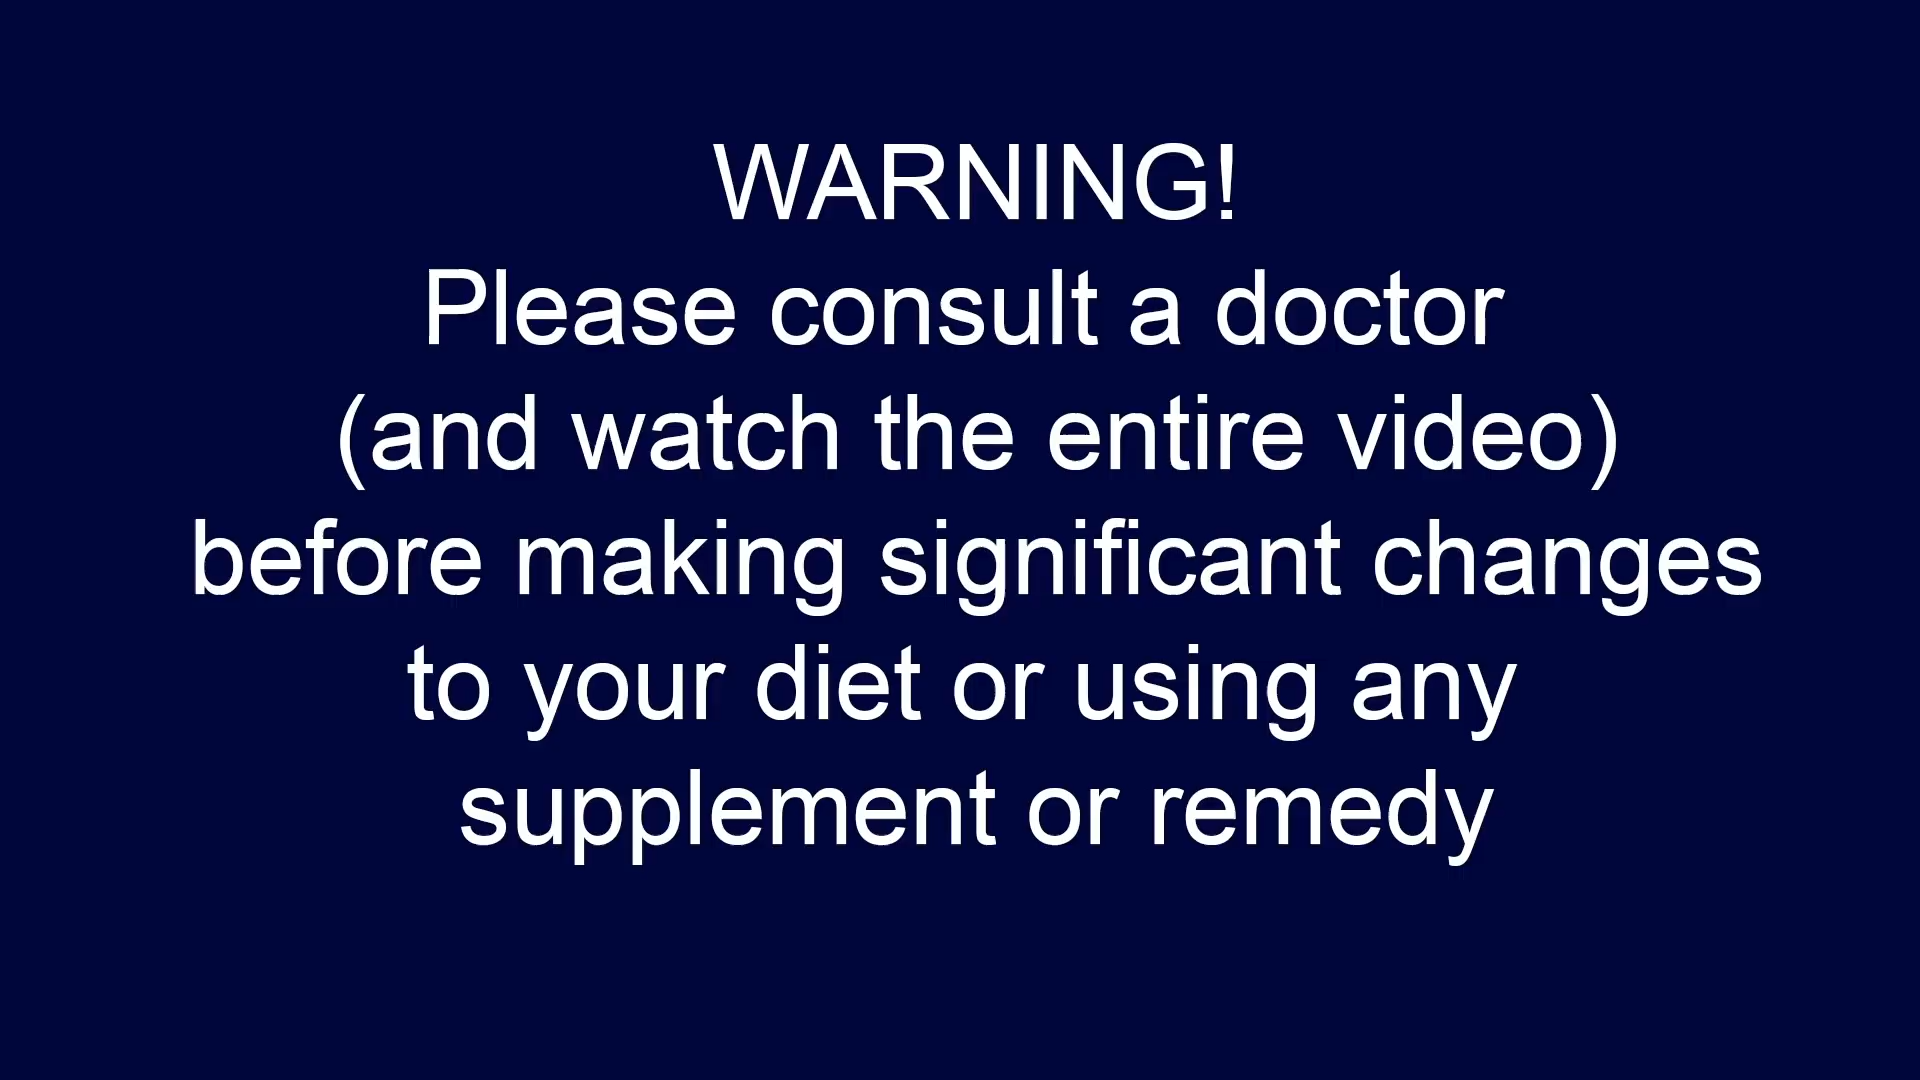 WARNING!
Please consult a doctor
(and watch the entire video)
before making significant changes
to your diet or using any
supplement or remedy